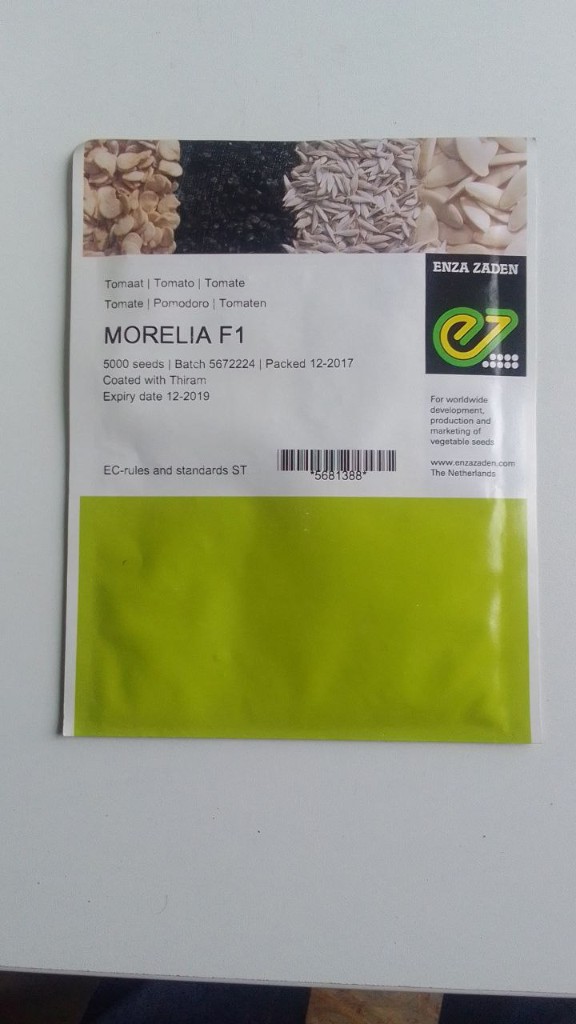 ENZA ZADEN
Tomaat | Tomato | Tomate
Tomate | Pomodoro | Tomaten
MORELIA F1
5000 seeds | Batch 5672224 | Packed 12-2017
Coated with Thiram
Expiry date 12-2019
EC-rules and standards ST
*5681388*
For worldwide
development,
production and
marketing of
vegetable seeds
www.enzazaden.com
The Netherlands